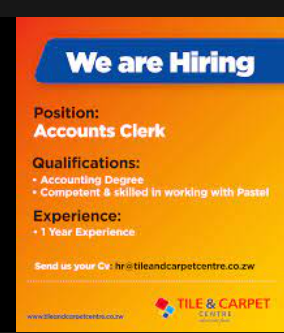 We are Hiring
Position:
Accounts Clerk
Qualifications:
• Accounting Degree
• Competent & skilled in working with Pastel
Experience:
• 1 Year Experience
Send us your Cv: hr@tileandcarpetcentre.co.zw
www.tileandcarpetcentre.co.zw
TILE & CARPET
CENTRE